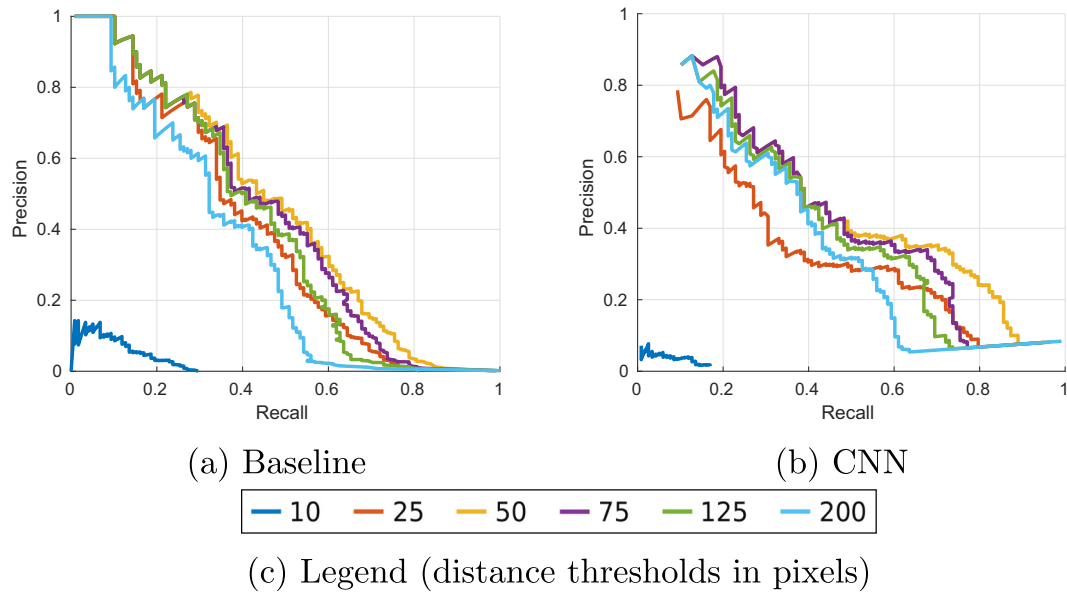 1
0.8
0.6
0.4
0.2
0
0 0.2 0.4 0.6 0.8 1
Precision
Recall
(a) Baseline
1
0.8
0.6
0.4
0.2
0
0 0.2 0.4 0.6 0.8 1
Precision
Recall
(b) CNN
10 25 50 75 125 200
(c) Legend (distance thresholds in pixels)